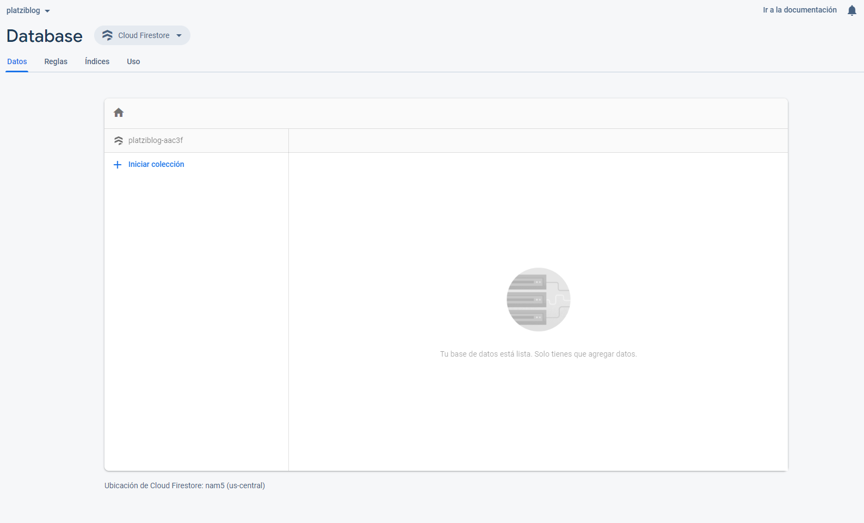 platziblog
Ir a la documentación
Database
Cloud Firestore
Datos
Reglas
Índices
Uso
platziblog-aac3f
Iniciar colección
Tu base de datos está lista. Solo tienes que agregar datos.
Ubicación de Cloud Firestore: nam5 (us-central)